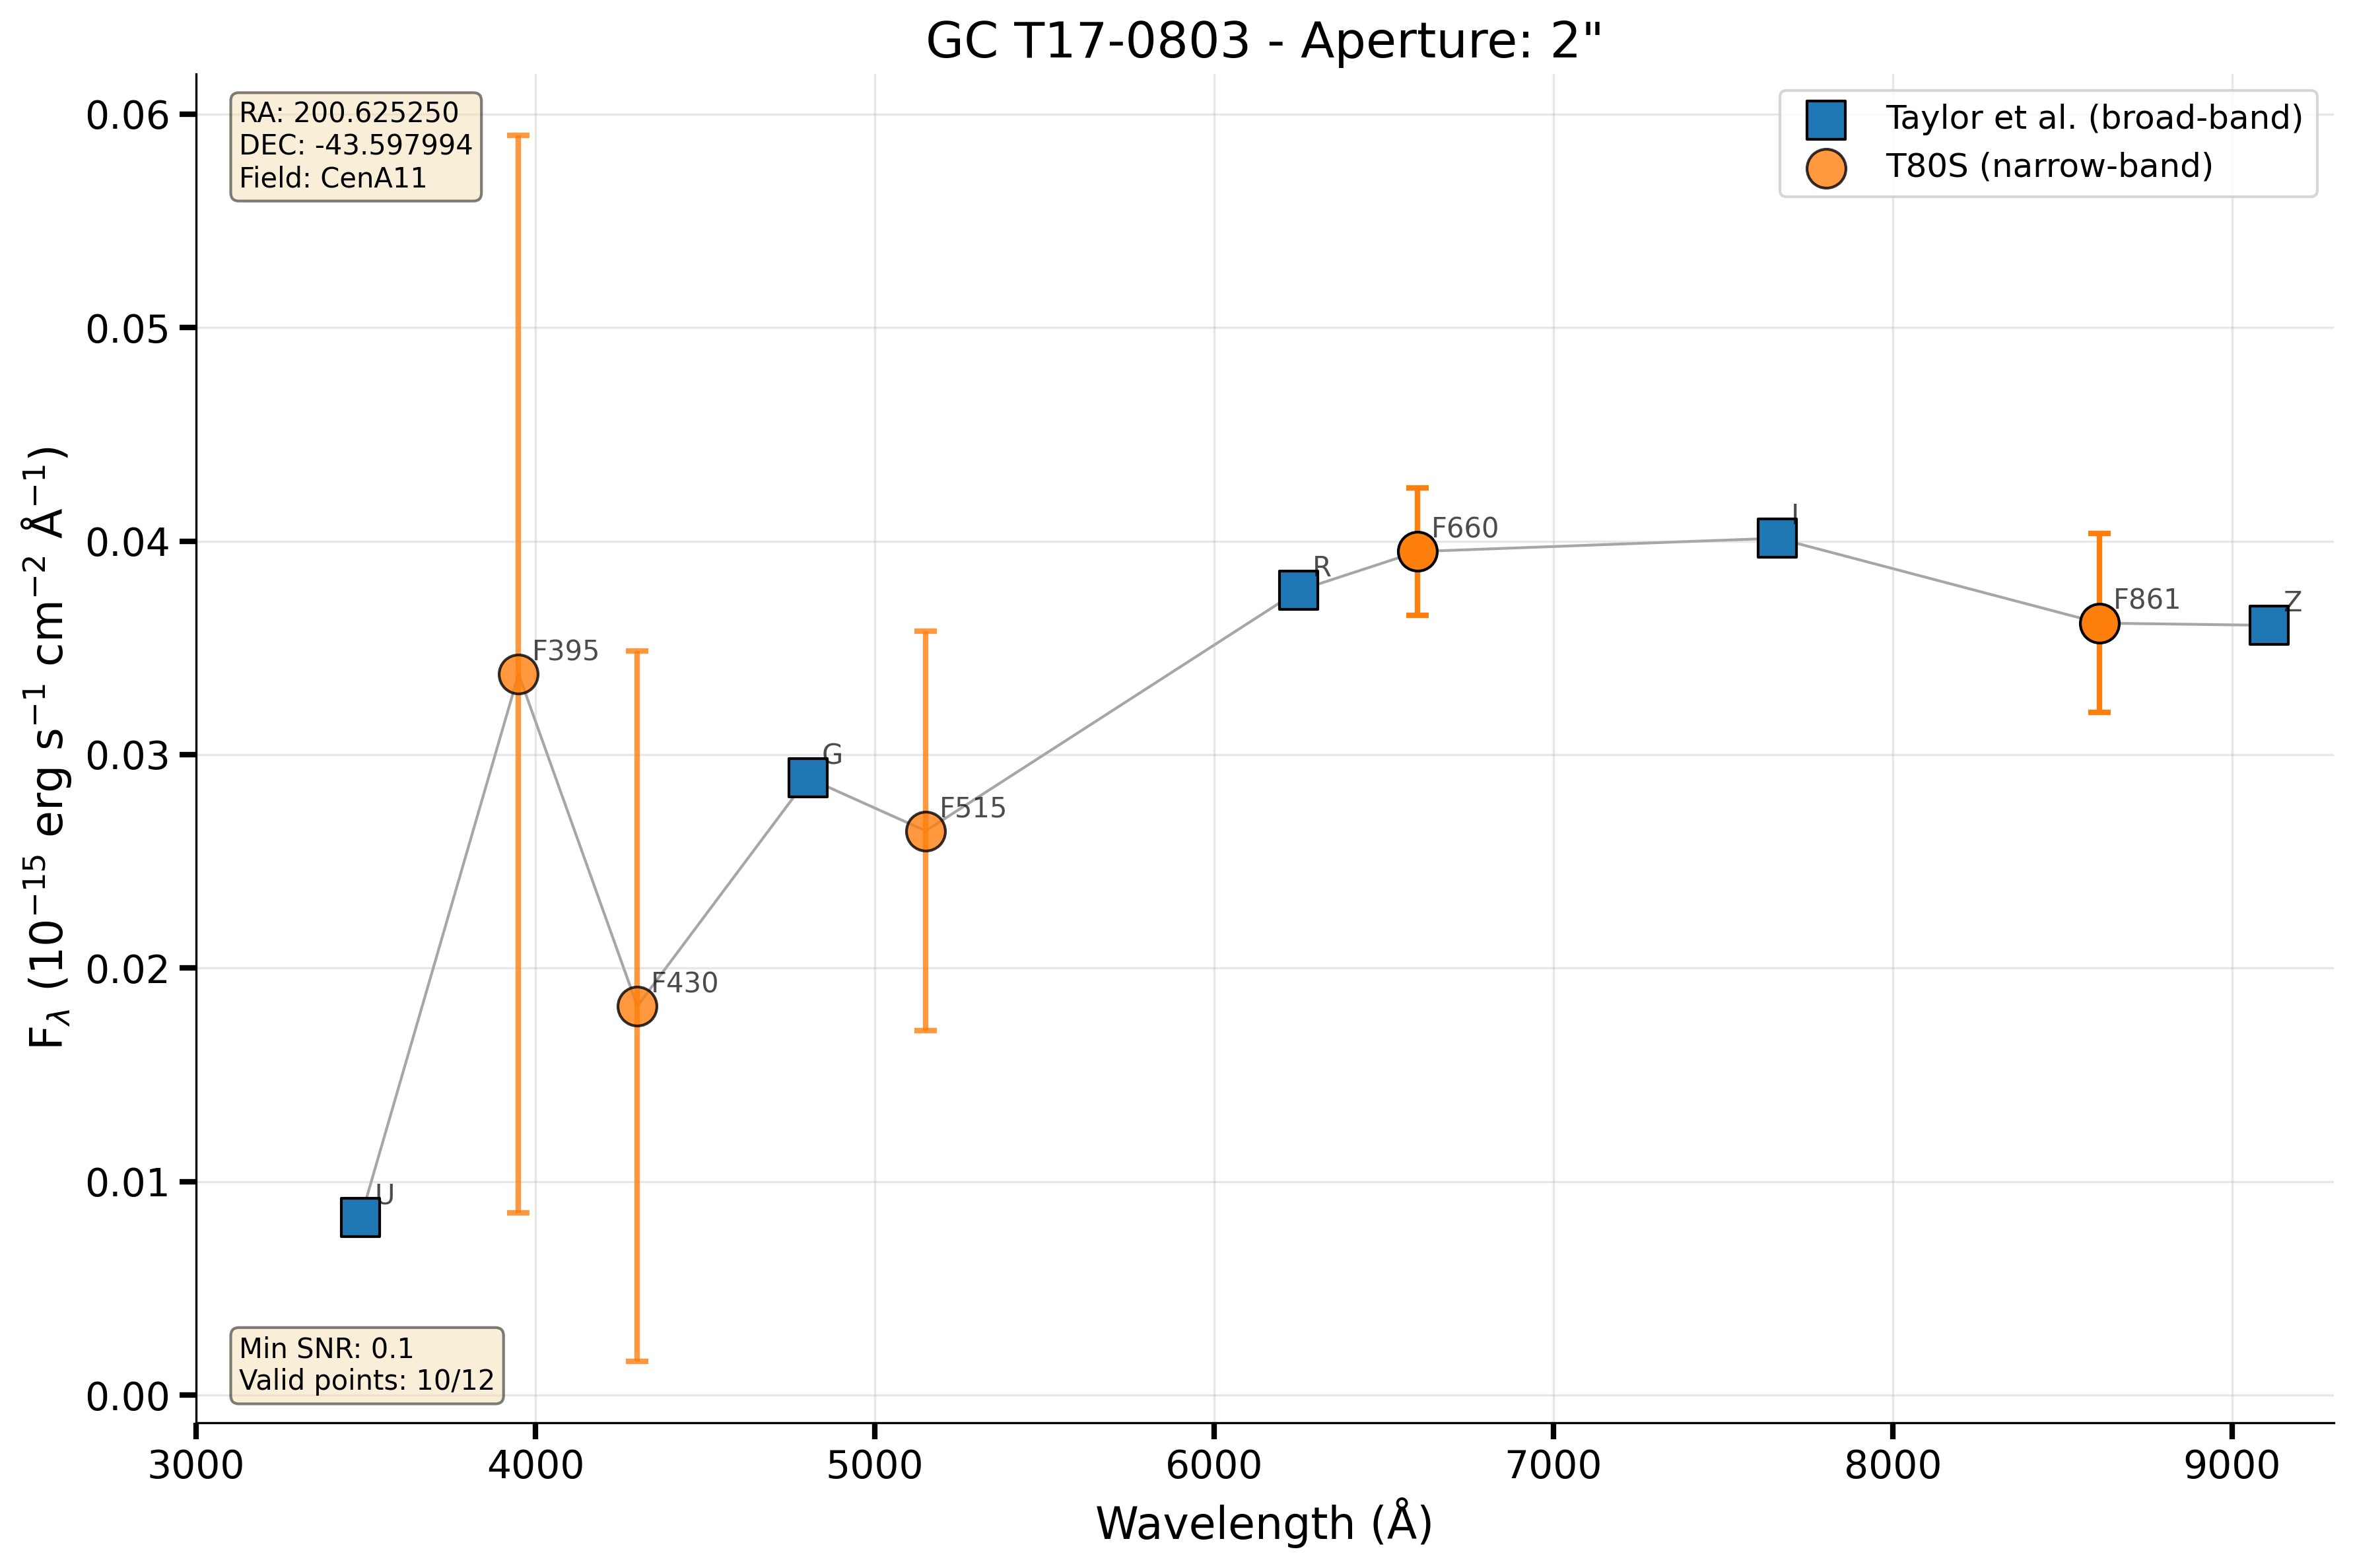 GC T17-0803 - Aperture: 2"
RA: 200.625250
DEC: -43.597994
Field: CenA11
Taylor et al. (broad-band)
T80S (narrow-band)
0.06
0.05
0.04
0.03
0.02
0.01
0.00
F$_{\lambda}$ (10$^{-15}$ erg s$^{-1}$ cm$^{-2}$ Å$^{-1}$)
U
F395
F430
G
F515
R
F660
I
F861
Z
Min SNR: 0.1
Valid points: 10/12
3000 4000 5000 6000 7000 8000 9000
Wavelength (Å)